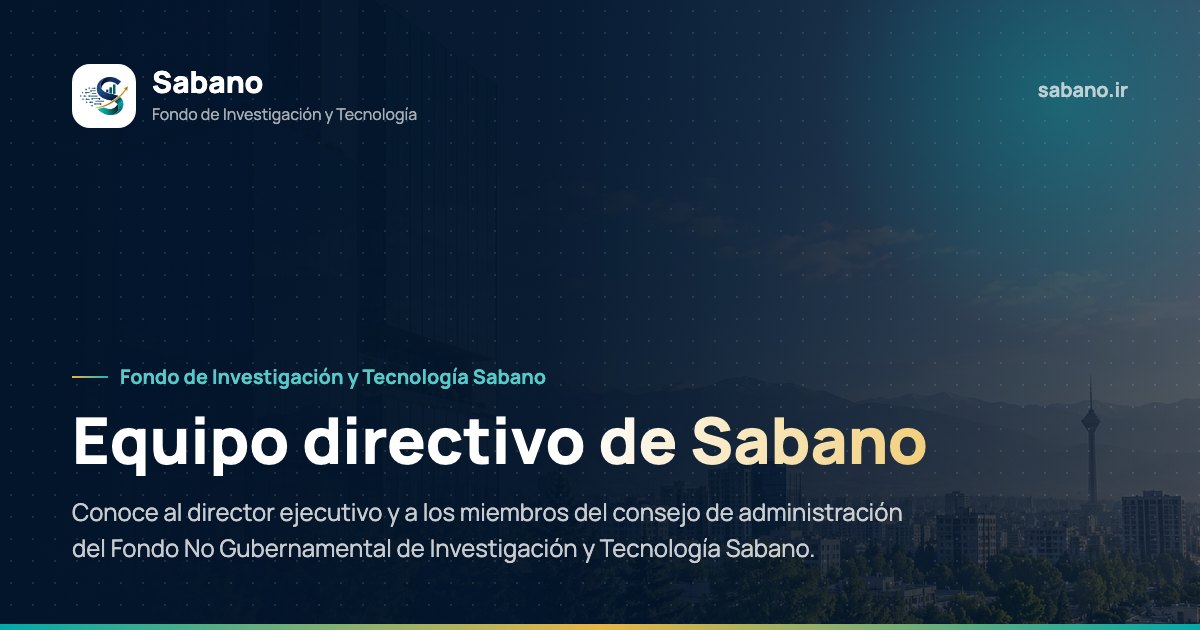 Sabano
Fondo de Investigación y Tecnología
sabano.ir
Fondo de Investigación y Tecnología Sabano
Equipo directivo de Sabano
Conoce al director ejecutivo y a los miembros del consejo de administración
del Fondo No Gubernamental de Investigación y Tecnología Sabano.